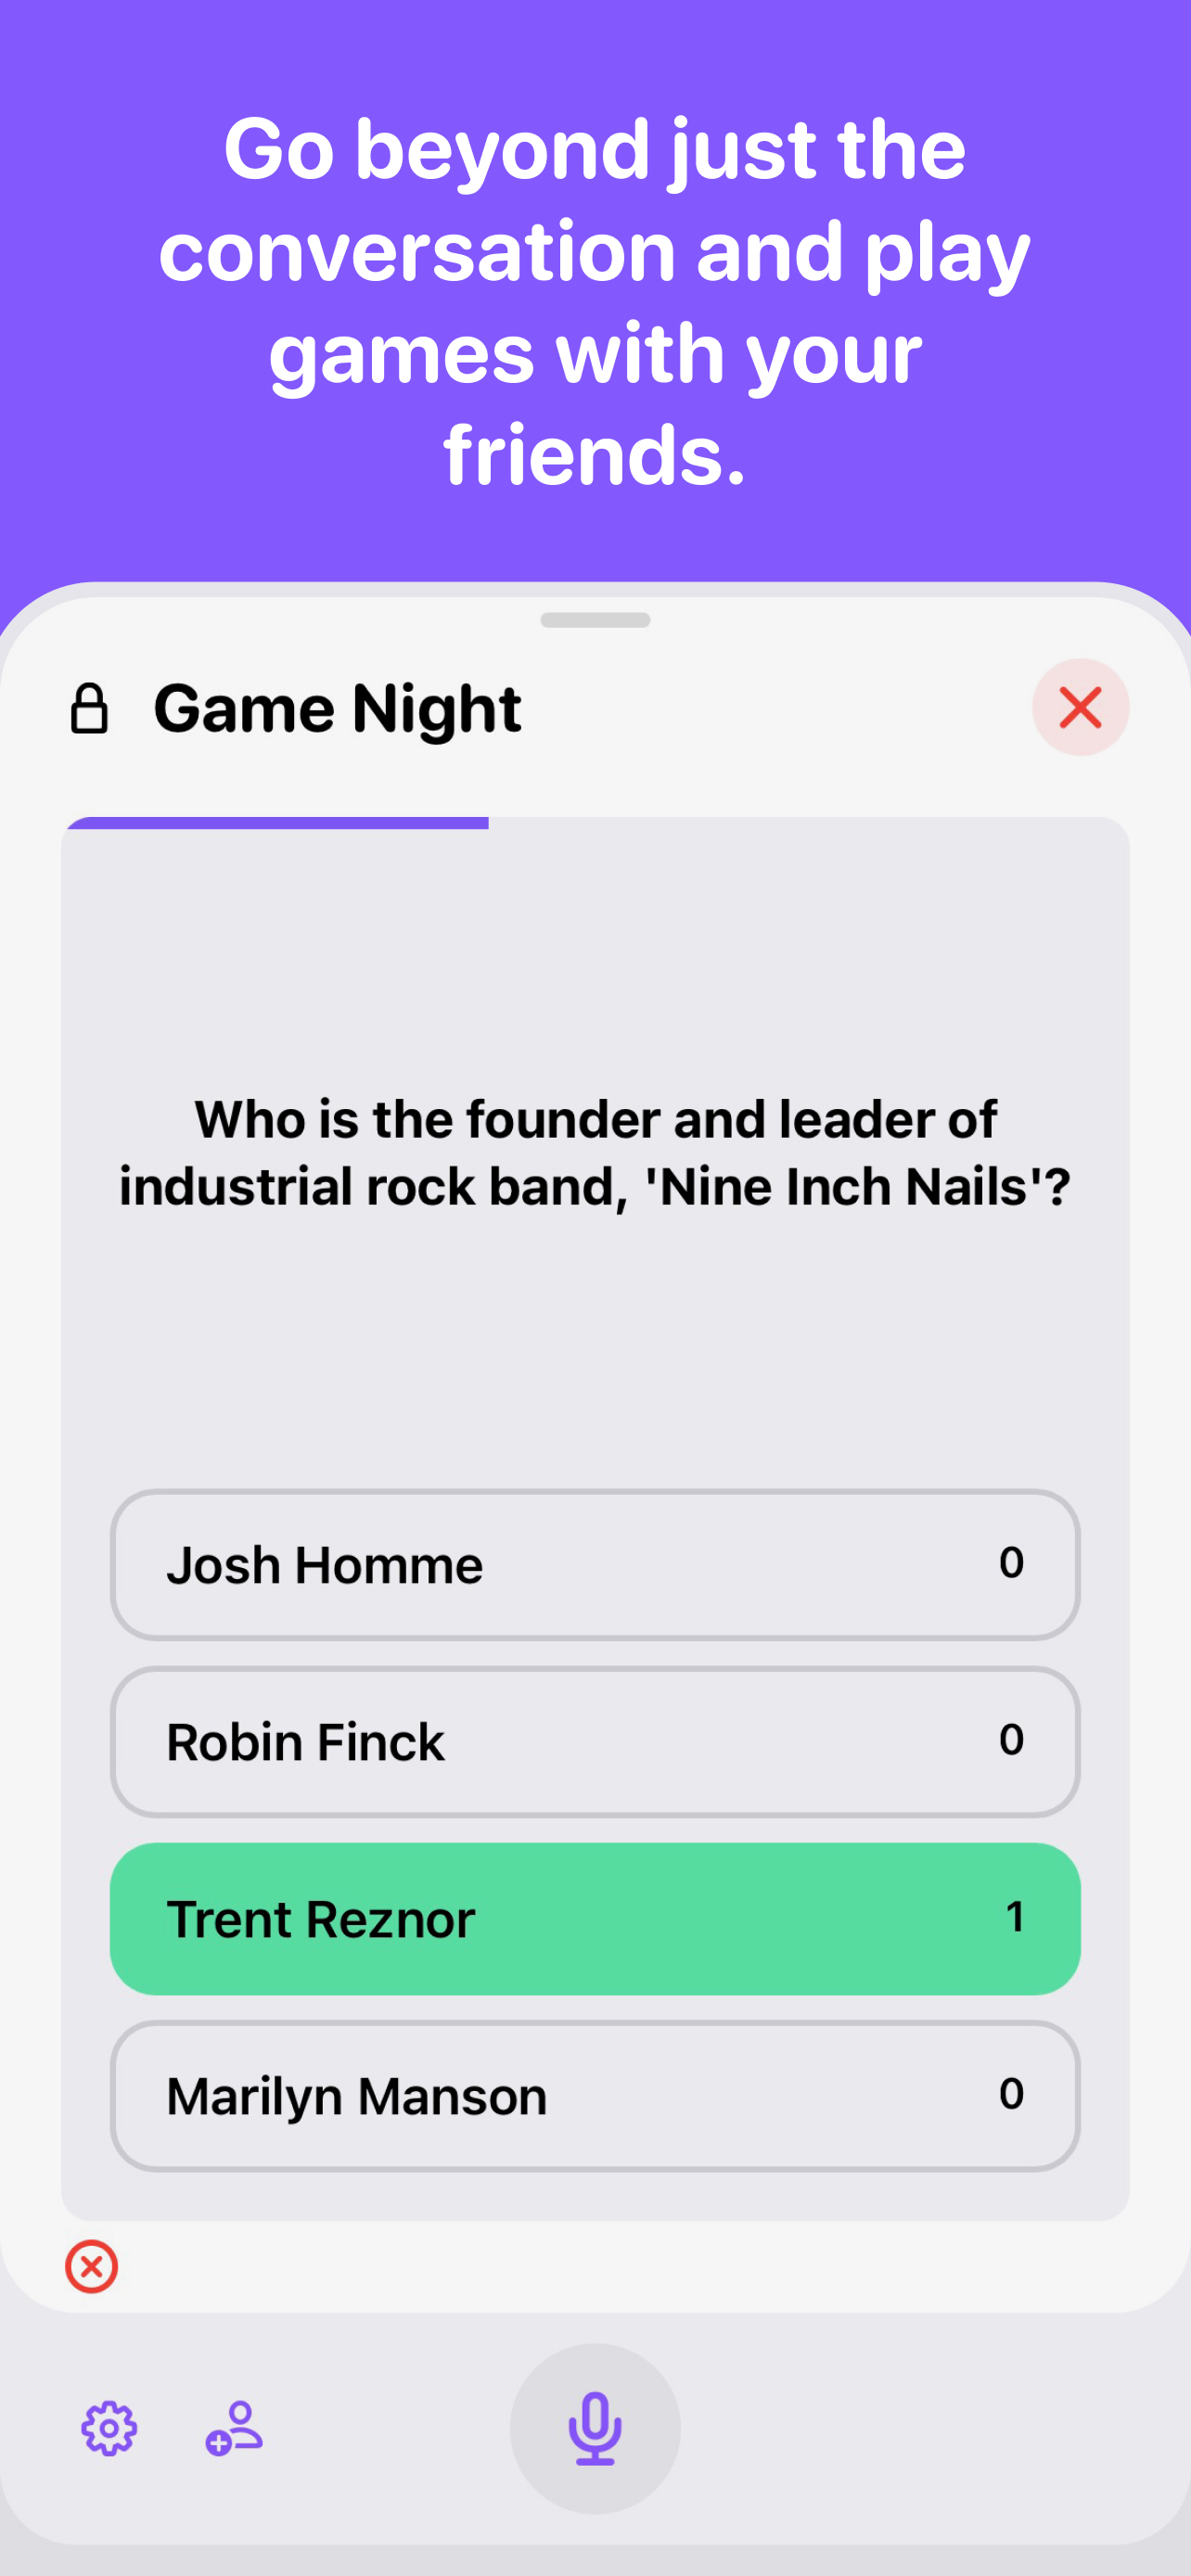 Go beyond just the
conversation and play
games with your
friends.
Game Night
Who is the founder and leader of
industrial rock band, 'Nine Inch Nails'?
Josh Homme 0
Robin Finck 0
Trent Reznor 1
Marilyn Manson 0